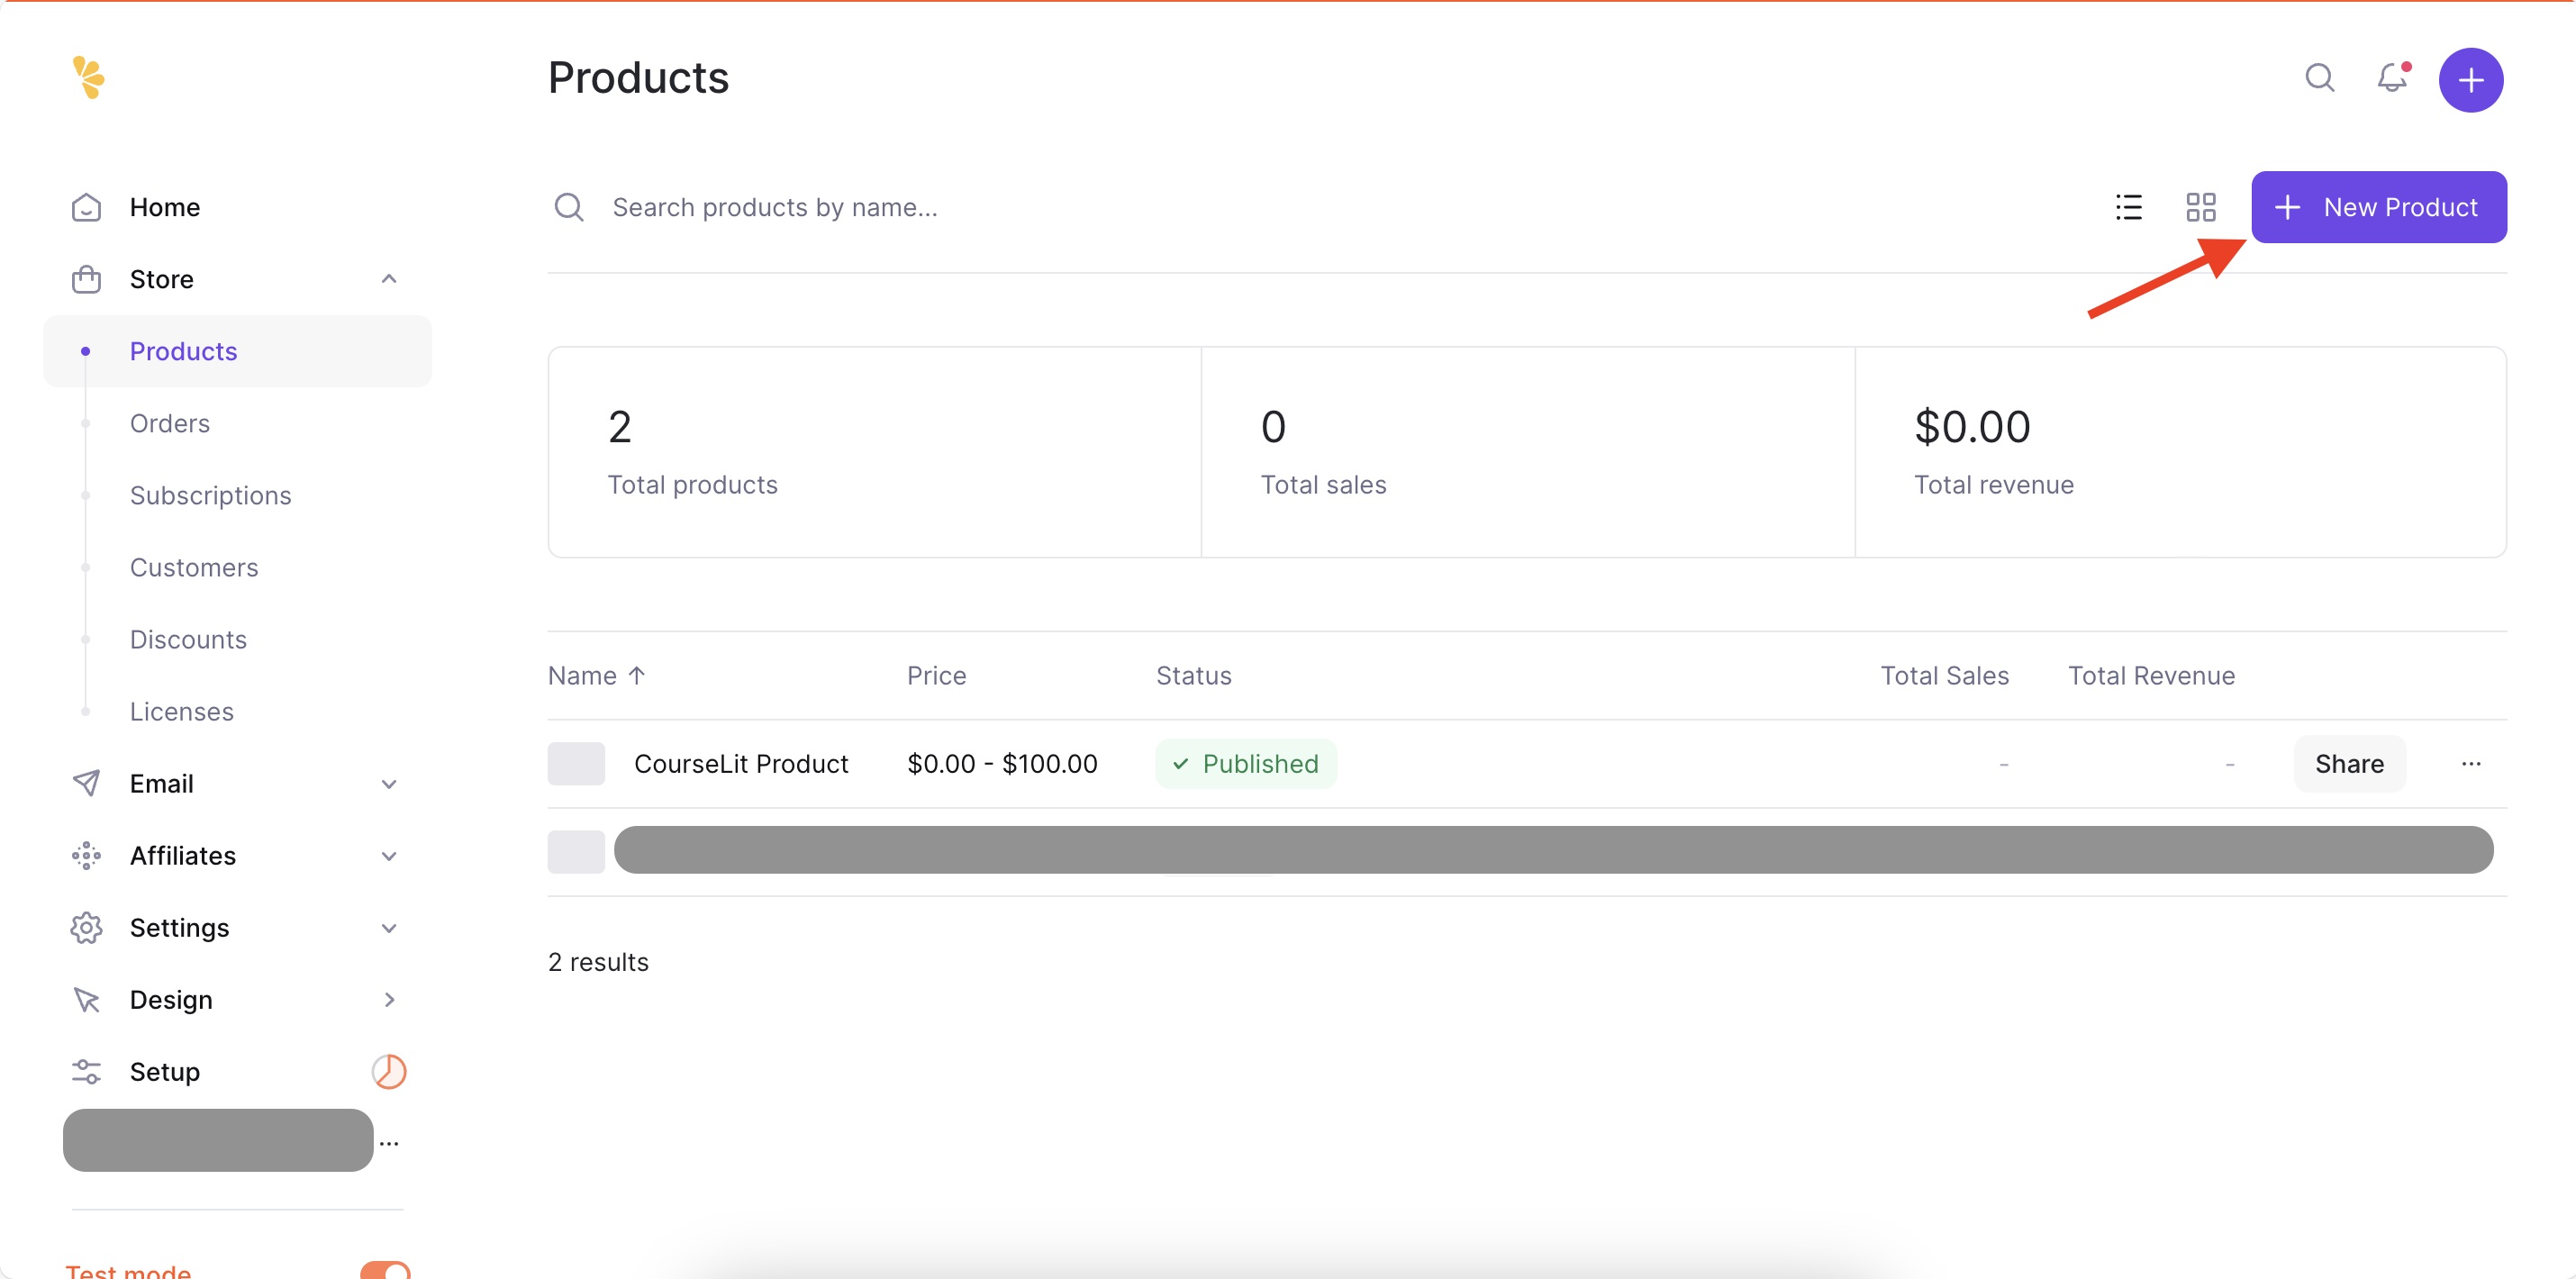 Products
Home
Store
Products
Orders
Subscriptions
Customers
Discounts
Licenses
Email
Affiliates
Settings
Design
Setup
Test mode
Search products by name...
New Product
2
Total products
0
Total sales
$0.00
Total revenue
Name ↑ Price Status Total Sales Total Revenue
CourseLit Product $0.00 - $100.00 Published - - Share ...
2 results